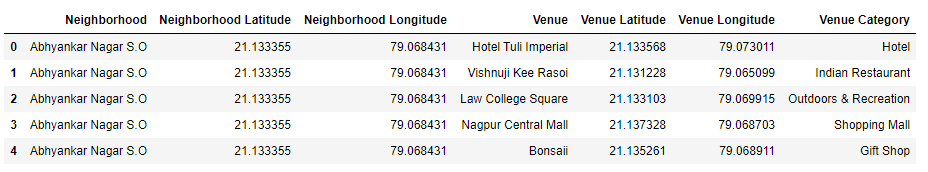 Neighborhood Neighborhood Latitude Neighborhood Longitude Venue Venue Latitude Venue Longitude Venue Category
0 Abhyankar Nagar S.O 21.133355 79.068431 Hotel Tuli Imperial 21.133568 79.073011 Hotel
1 Abhyankar Nagar S.O 21.133355 79.068431 Vishnuji Kee Rasoi 21.131228 79.065099 Indian Restaurant
2 Abhyankar Nagar S.O 21.133355 79.068431 Law College Square 21.133103 79.069915 Outdoors & Recreation
3 Abhyankar Nagar S.O 21.133355 79.068431 Nagpur Central Mall 21.137328 79.068703 Shopping Mall
4 Abhyankar Nagar S.O 21.133355 79.068431 Bonsaii 21.135261 79.068911 Gift Shop